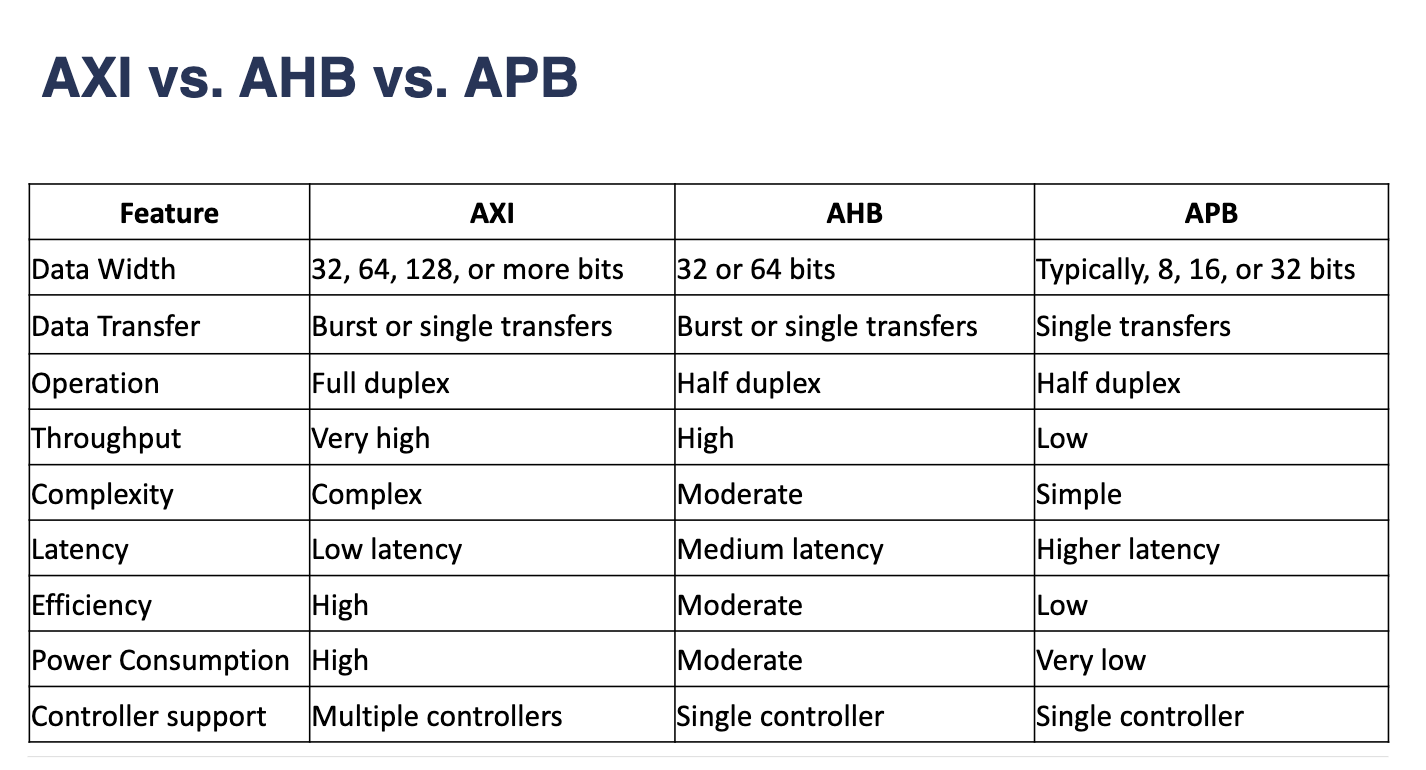 AXI vs. AHB vs. APB
Feature AXI AHB APB
Data Width 32, 64, 128, or more bits 32 or 64 bits Typically, 8, 16, or 32 bits
Data Transfer Burst or single transfers Burst or single transfers Single transfers
Operation Full duplex Half duplex Half duplex
Throughput Very high High Low
Complexity Complex Moderate Simple
Latency Low latency Medium latency Higher latency
Efficiency High Moderate Low
Power Consumption High Moderate Very low
Controller support Multiple controllers Single controller Single controller